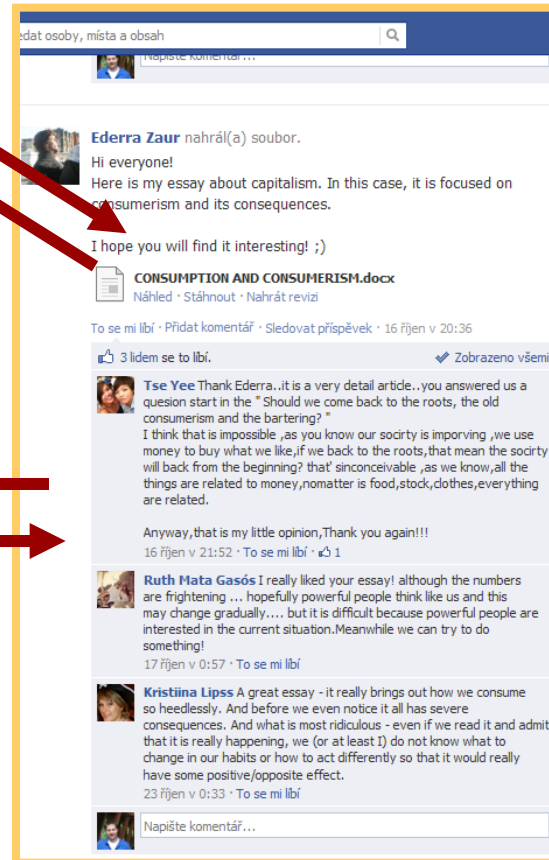 edat osoby, místa a obsah
Napište komentář...
Ederra Zaur nahrál(a) soubor.
Hi everyone!
Here is my essay about capitalism. In this case, it is focused on
consumerism and its consequences.
I hope you will find it interesting! ;)
CONSUMPTION AND CONSUMERISM.docx
Náhled · Stáhnout · Nahrát revizi
To se mi líbí · Přidat komentář · Sledovat příspěvek · 16 říjen v 20:36
3 lidem se to líbí.
Zobrazeno všemi
Tse Yee Thank Ederra..it is a very detail article..you answered us a
quesion start in the " Should we come back to the roots, the old
consumerism and the bartering? "
I think that is impossible ,as you know our socirty is imporving ,we use
money to buy what we like,if we back to the roots,that mean the socirty
will back from the beginning? that' sinconceivable ,as we know,all the
things are related to money,nomatter is food,stock,clothes,everything
are related.
Anyway,that is my little opinion,Thank you again!!!
16 říjen v 21:52 · To se mi líbí · 1
Ruth Mata Gasós I really liked your essay! although the numbers
are frightening ... hopefully powerful people think like us and this
may change gradually.... but it is difficult because powerful people are
interested in the current situation.Meanwhile we can try to do
something!
17 říjen v 0:57 · To se mi líbí
Kristiina Lipss A great essay - it really brings out how we consume
so heedlessly. And before we even notice it all has severe
consequences. And what is most ridiculous - even if we read it and admit
that it is really happening, we (or at least I) do not know what to
change in our habits or how to act differently so that it would really
have some positive/opposite effect.
23 říjen v 0:33 · To se mi líbí
Napište komentář...